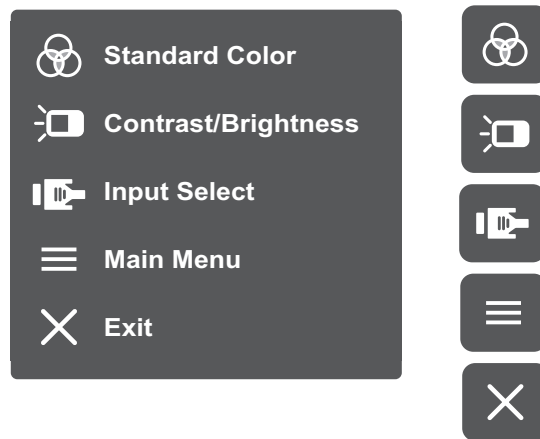 Standard Color
Contrast/Brightness
Input Select
Main Menu
Exit